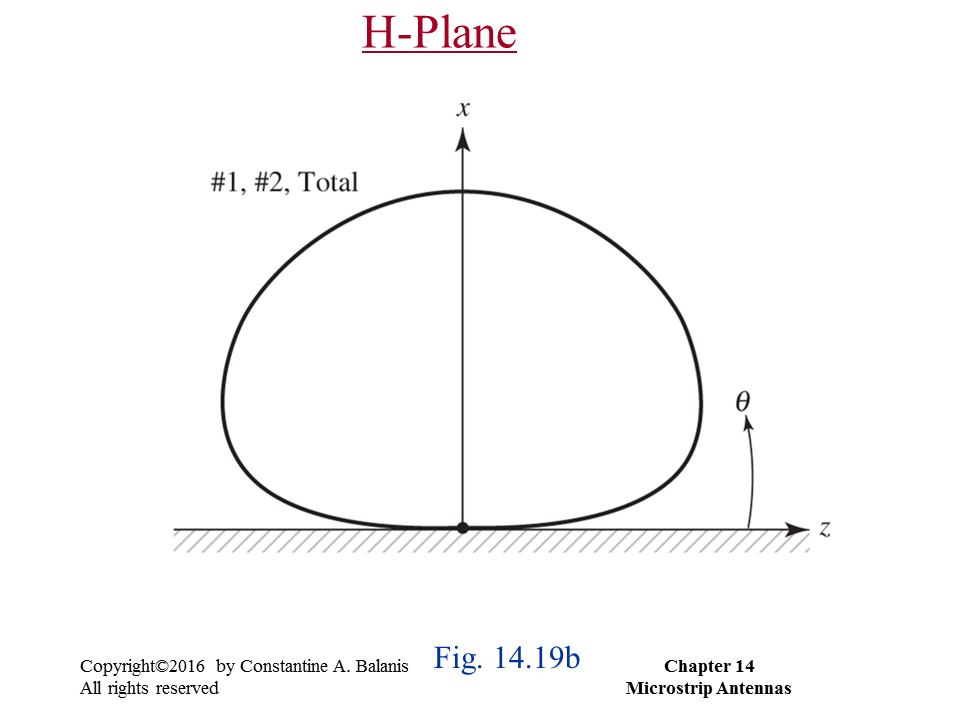 H-Plane
x
#1, #2, Total
θ
z
Fig. 14.19b
Copyright©2016 by Constantine A. Balanis
All rights reserved
Chapter 14
Microstrip Antennas